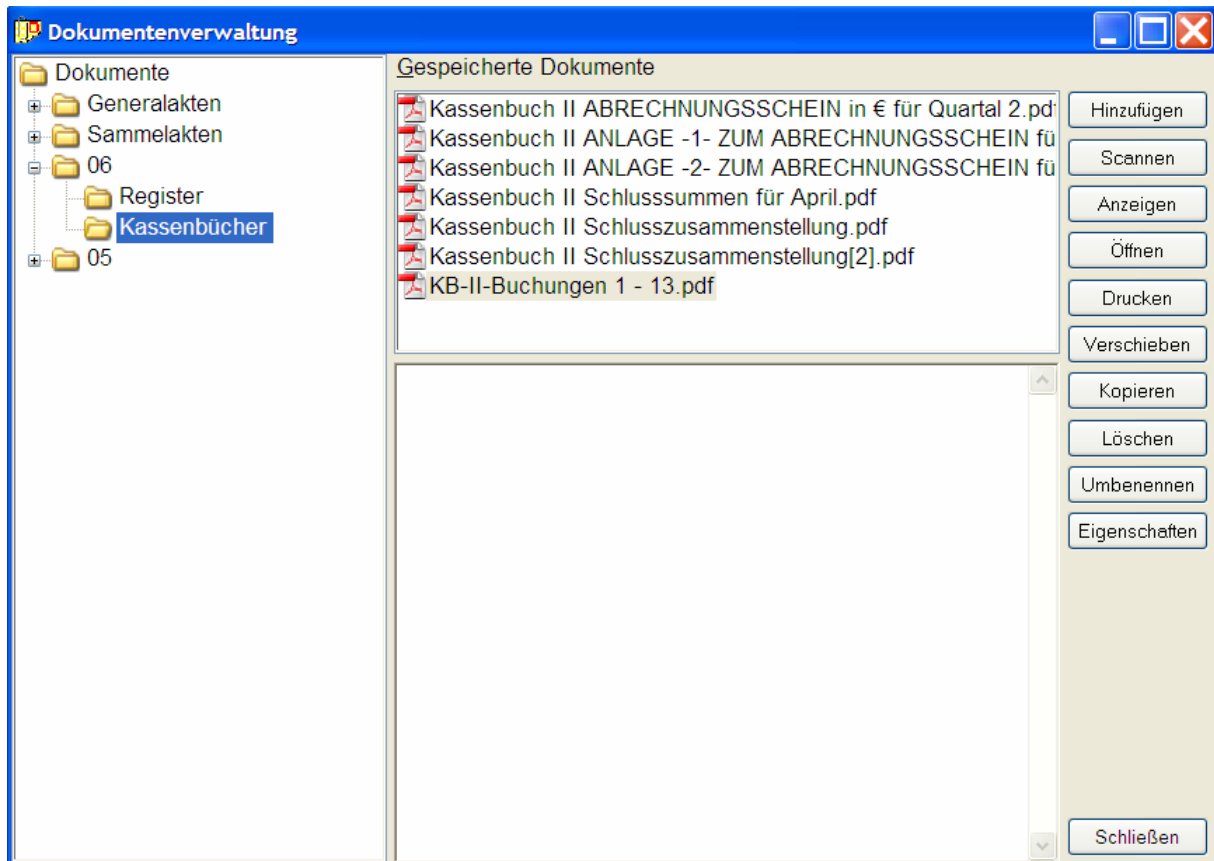 Dokumentenverwaltung
Dokumente
Generalakten
Sammelakten
06
Register
Kassenbücher
05
Gespeicherte Dokumente
Kassenbuch II ABRECHNUNGSSCHEIN in € für Quartal 2.pdf
Kassenbuch II ANLAGE -1- ZUM ABRECHNUNGSSCHEIN fü
Kassenbuch II ANLAGE -2- ZUM ABRECHNUNGSSCHEIN fü
Kassenbuch II Schlusssummen für April.pdf
Kassenbuch II Schlusszusammenstellung.pdf
Kassenbuch II Schlusszusammenstellung[2].pdf
KB-II-Buchungen 1 - 13.pdf
Hinzufügen
Scannen
Anzeigen
Öffnen
Drucken
Verschieben
Kopieren
Löschen
Umbenennen
Eigenschaften
Schließen